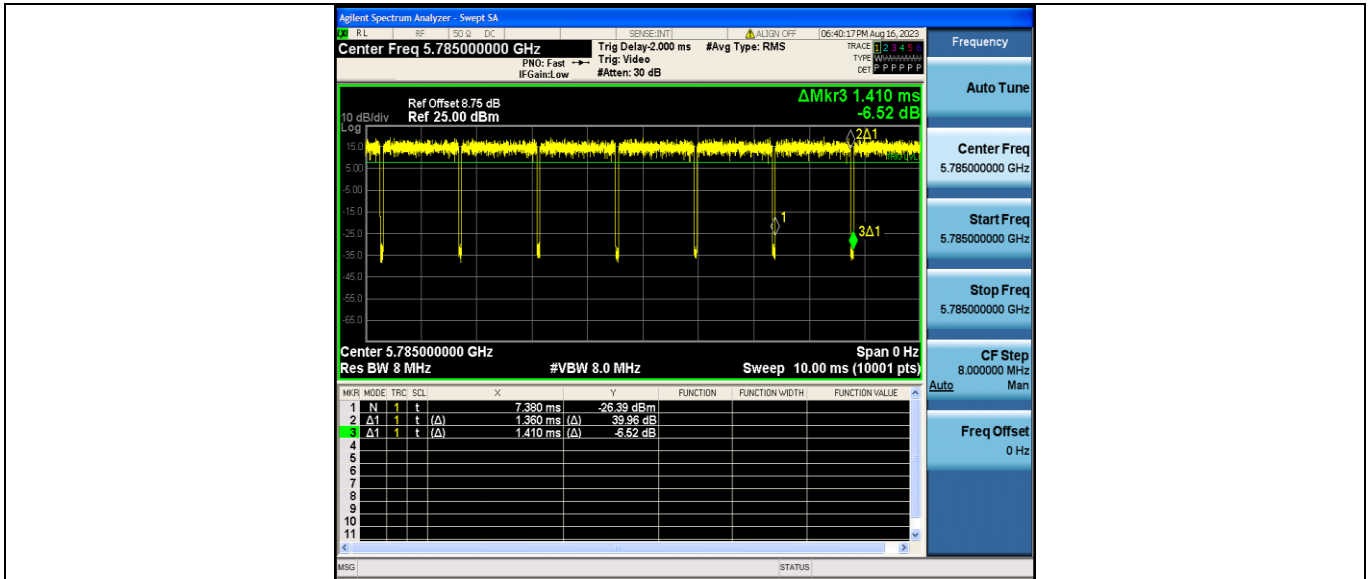 Agilent Spectrum Analyzer - Swept SA
RL RF 50 Ω DC SENSE:INT ALIGN OFF 06:40:17 PM Aug 16, 2023
Center Freq 5.785000000 GHz
PNO: Fast
IFGain:Low
Trig Delay-2.000 ms
Trig: Video
#Atten: 30 dB
#Avg Type: RMS
TRACE 1 2 3 4 5 6
TYPE
DET P P P P P P
ΔMkr3 1.410 ms
-6.52 dB
Ref Offset 8.75 dB
10 dB/div Ref 25.00 dBm
Log
15.0
5.00
-5.00
-15.0
-25.0
-35.0
-45.0
-55.0
-65.0
2Δ1
1
3Δ1
Center 5.785000000 GHz Span 0 Hz
Res BW 8 MHz #VBW 8.0 MHz Sweep 10.00 ms (10001 pts)
MKR MODE TRC SCL X Y FUNCTION FUNCTION WIDTH FUNCTION VALUE
1 N 1 t 7.380 ms -26.39 dBm
2 Δ1 1 t (Δ) 1.360 ms (Δ) 39.96 dB
3 Δ1 1 t (Δ) 1.410 ms (Δ) -6.52 dB
4
5
6
7
8
9
10
11
MSG STATUS
Frequency
Auto Tune
Center Freq
5.785000000 GHz
Start Freq
5.785000000 GHz
Stop Freq
5.785000000 GHz
CF Step
8.000000 MHz
Auto Man
Freq Offset
0 Hz